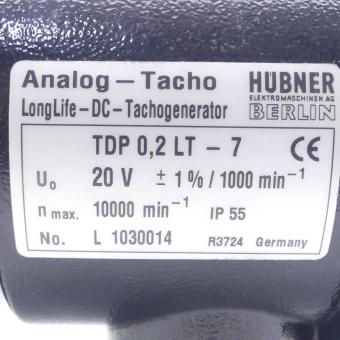 Analog – Tacho HÜBNER
ELEKTROMASCHINEN AG
LongLife – DC – Tachogenerator BERLIN
TDP 0,2 LT – 7 CE
U₀ 20 V ± 1 % / 1000 min⁻¹
n max. 10000 min⁻¹ IP 55
No. L 1030014 R3724 Germany